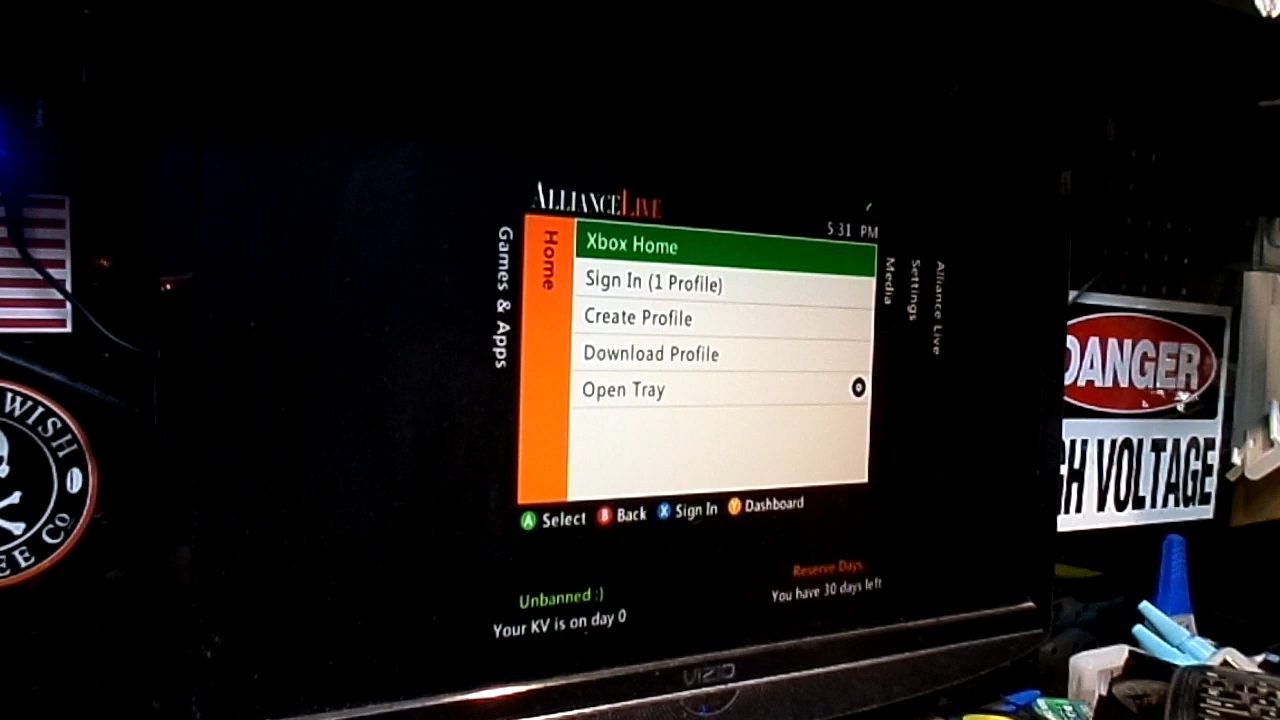 ALLIANCELIVE
5:31 PM
Games & Apps
Home
Xbox Home
Sign In (1 Profile)
Create Profile
Download Profile
Open Tray
Media
Settings
Alliance Live
A Select B Back X Sign In Y Dashboard
Unbanned :)
Your KV is on day 0
Reserve Days
You have 30 days left
VIZIO
WISH
EE CO
DANGER
GH VOLTAGE